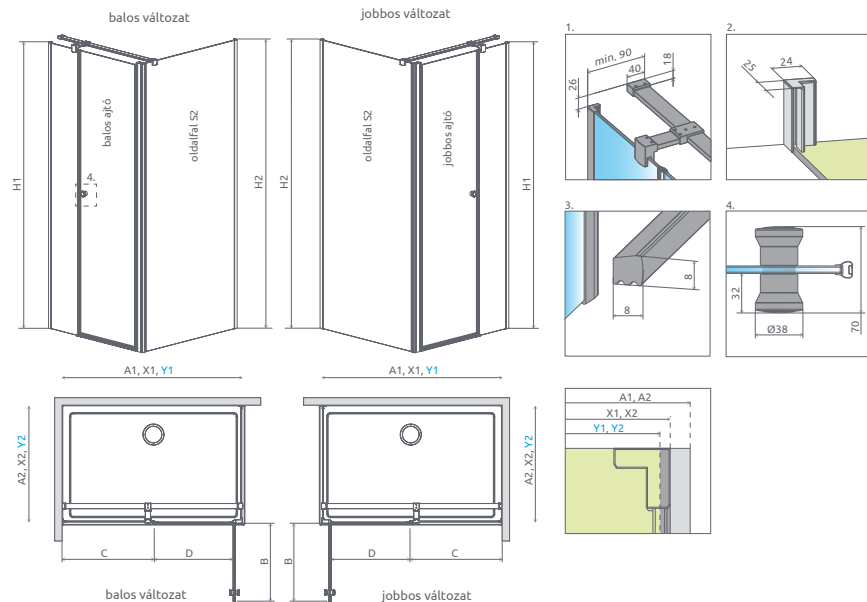 balos változat
jobbos változat
H1
balos ajtó
4.
oldalfal S2
H2
H2
oldalfal S2
jobbos ajtó
H1
1.
min. 90
40
18
26
2.
24
25
3.
8
8
4.
32
Ø38
70
A1, X1, Y1
A1, X1, Y1
A2, X2, Y2
A2, X2, Y2
C
D
B
B
D
C
balos változat
jobbos változat
A1, A2
X1, X2
Y1, Y2